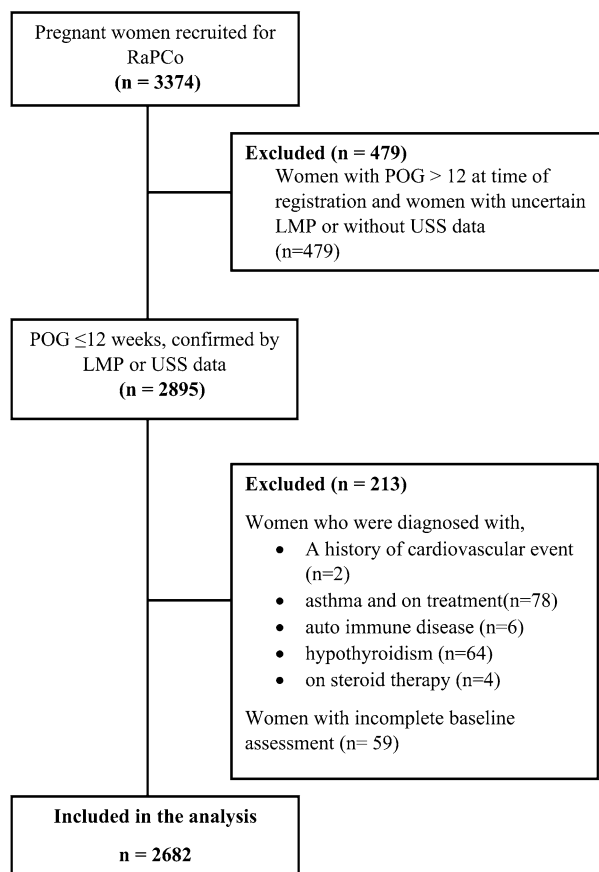 Pregnant women recruited for
RaPCo
(n = 3374)
Excluded (n = 479)
Women with POG > 12 at time of
registration and women with uncertain
LMP or without USS data
(n=479)
POG ≤12 weeks, confirmed by
LMP or USS data
(n = 2895)
Excluded (n = 213)
Women who were diagnosed with,
• A history of cardiovascular event
(n=2)
• asthma and on treatment(n=78)
• auto immune disease (n=6)
• hypothyroidism (n=64)
• on steroid therapy (n=4)
Women with incomplete baseline
assessment (n= 59)
Included in the analysis
n = 2682